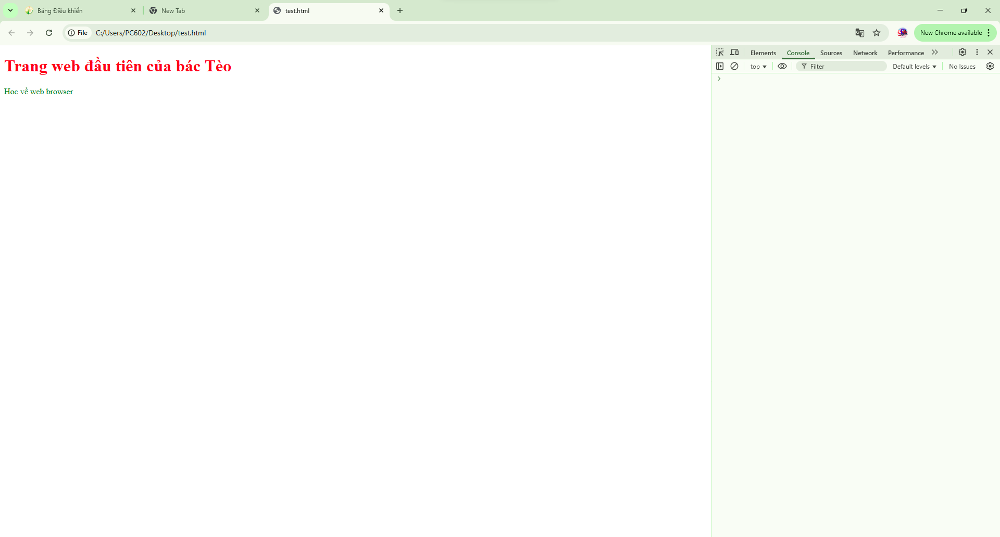 Bảng Điều khiển
New Tab
test.html
File
C:/Users/PC602/Desktop/test.html
New Chrome available
Trang web đầu tiên của bác Tèo
Học về web browser
Elements
Console
Sources
Network
Performance
top
Filter
Default levels
No Issues